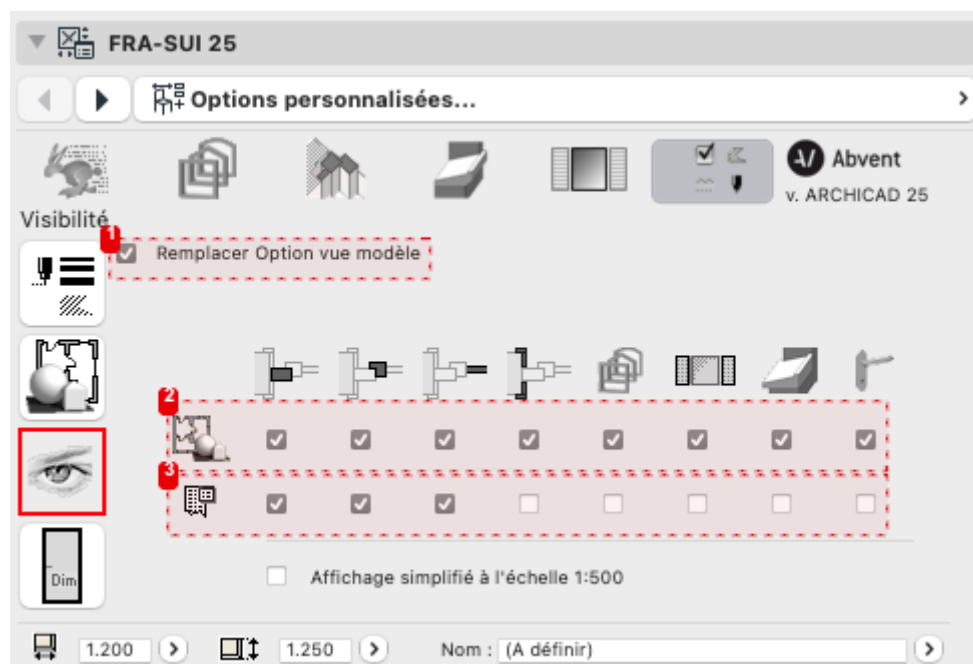 FRA-SUI 25
Options personnalisées...
Abvent
v. ARCHICAD 25
Visibilité
1
Remplacer Option vue modèle
2
3
Dim
Affichage simplifié à l'échelle 1:500
1.200 1.250 Nom : (A définir)